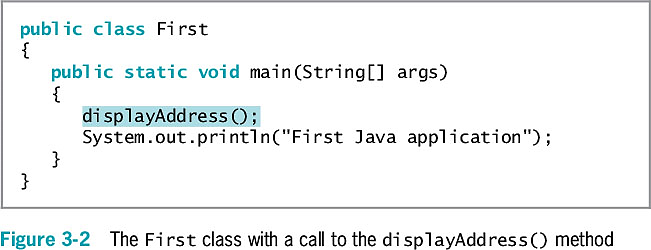 public class First
{
public static void main(String[] args)
{
displayAddress();
System.out.println("First Java application");
}
}
Figure 3-2 The First class with a call to the displayAddress() method